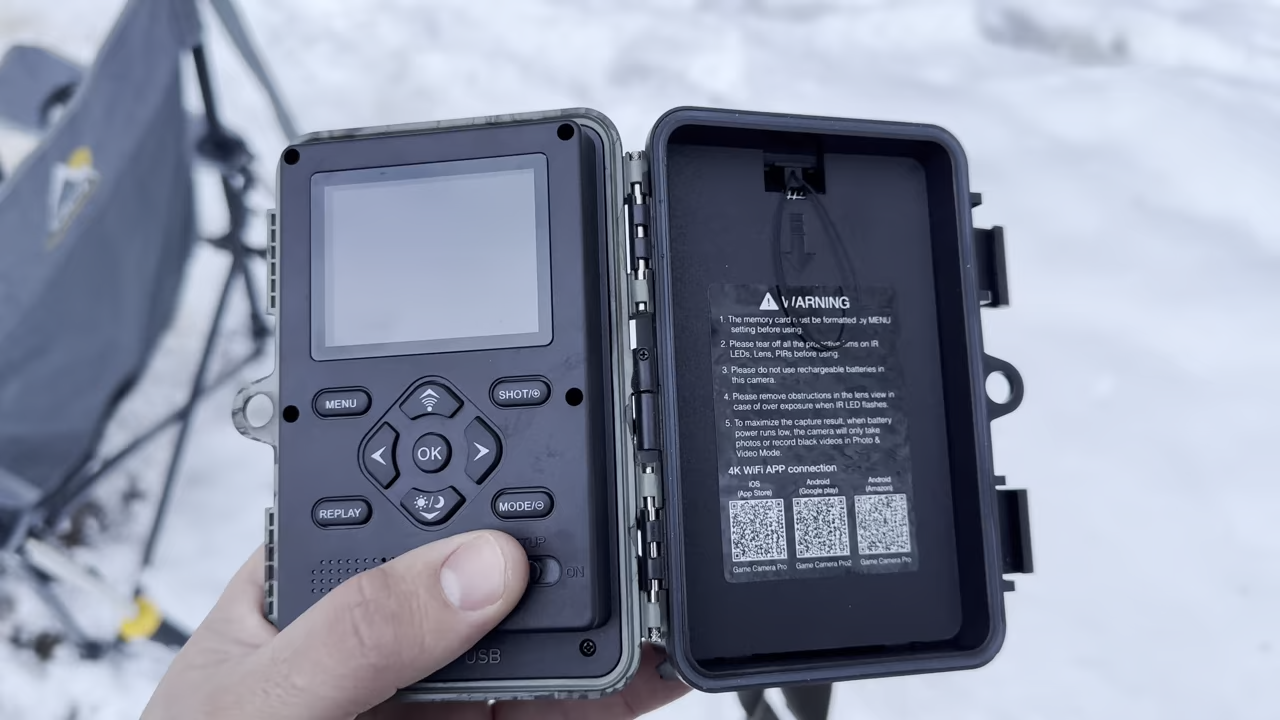 MENU
SHOT/⊕
OK
REPLAY
MODE/⊖
ON
USB
WARNING
1. The memory card must be formatted by MENU
setting before using.
2. Please tear off all the protective films on IR
LEDs, Lens, PIRs before using.
3. Please do not use rechargeable batteries in
this camera.
4. Please remove obstructions in the lens view in
case of over exposure when IR LED flashes.
5. To maximize the capture result, when battery
power runs low, the camera will only take
photos or record black videos in Photo &
Video Mode.
4K WiFi APP connection
iOS
(App Store)
Android
(Google play)
Android
(Amazon)
Game Camera Pro
Game Camera Pro2
Game Camera Pro